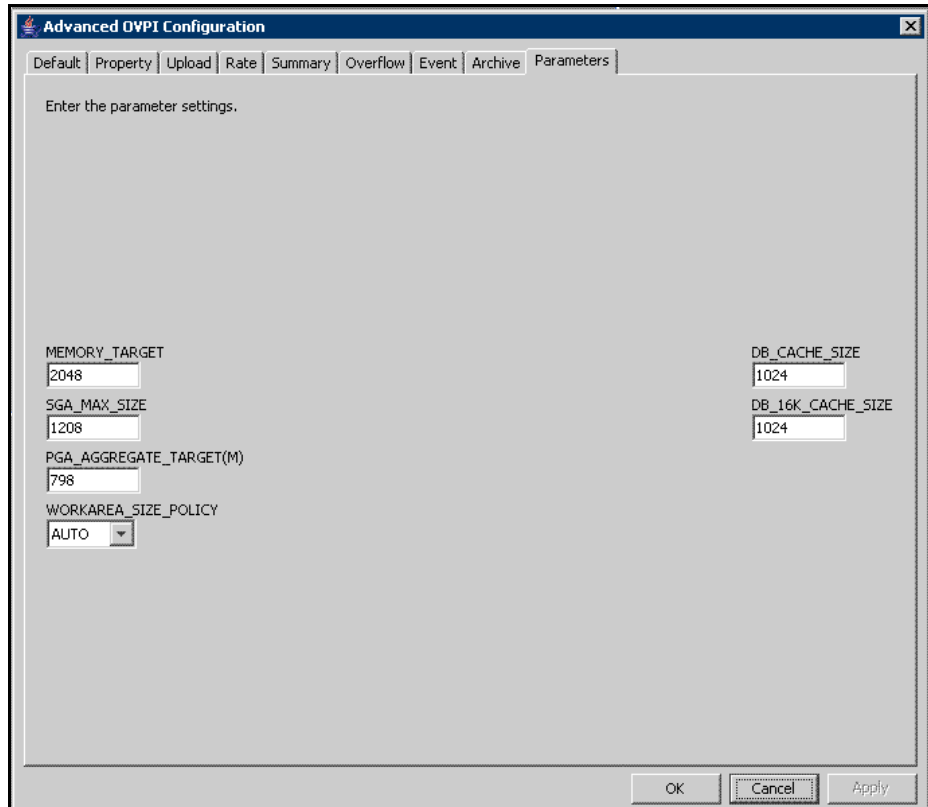 Advanced OVPI Configuration
Default Property Upload Rate Summary Overflow Event Archive Parameters
Enter the parameter settings.
MEMORY_TARGET
2048
SGA_MAX_SIZE
1208
PGA_AGGREGATE_TARGET(M)
798
WORKAREA_SIZE_POLICY
AUTO
DB_CACHE_SIZE
1024
DB_16K_CACHE_SIZE
1024
OK Cancel Apply